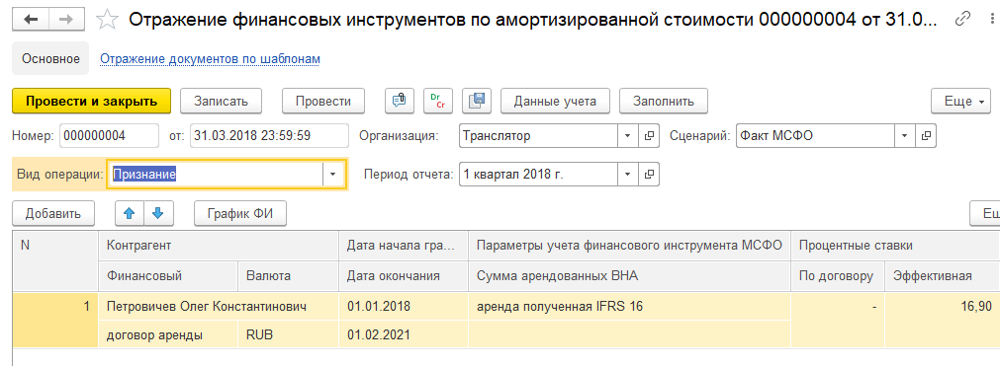 Отражение финансовых инструментов по амортизированной стоимости 000000004 от 31.0...
Основное Отражение документов по шаблонам
Провести и закрыть Записать Провести Dr Cr Данные учета Заполнить Еще
Номер: 000000004 от: 31.03.2018 23:59:59 Организация: Транслятор Сценарий: Факт МСФО
Вид операции: Признание Период отчета: 1 квартал 2018 г.
Добавить График ФИ Ещ
N Контрагент Дата начала гра... Параметры учета финансового инструмента МСФО Процентные ставки
Финансовый Валюта Дата окончания Сумма арендованных ВНА По договору Эффективная
1 Петровичев Олег Константинович 01.01.2018 аренда полученная IFRS 16 - 16,90
договор аренды RUB 01.02.2021